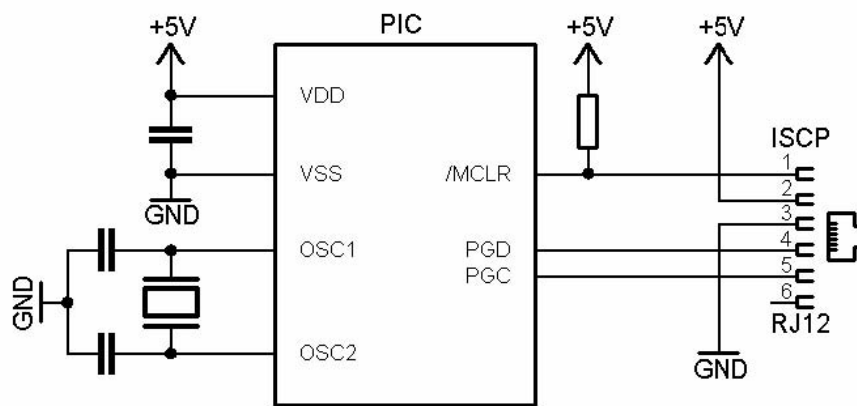 +5V
PIC
+5V
+5V
VDD
ISCP
1
VSS
/MCLR
2
GND
3
OSC1
PGD
4
PGC
5
GND
6
RJ12
OSC2
GND